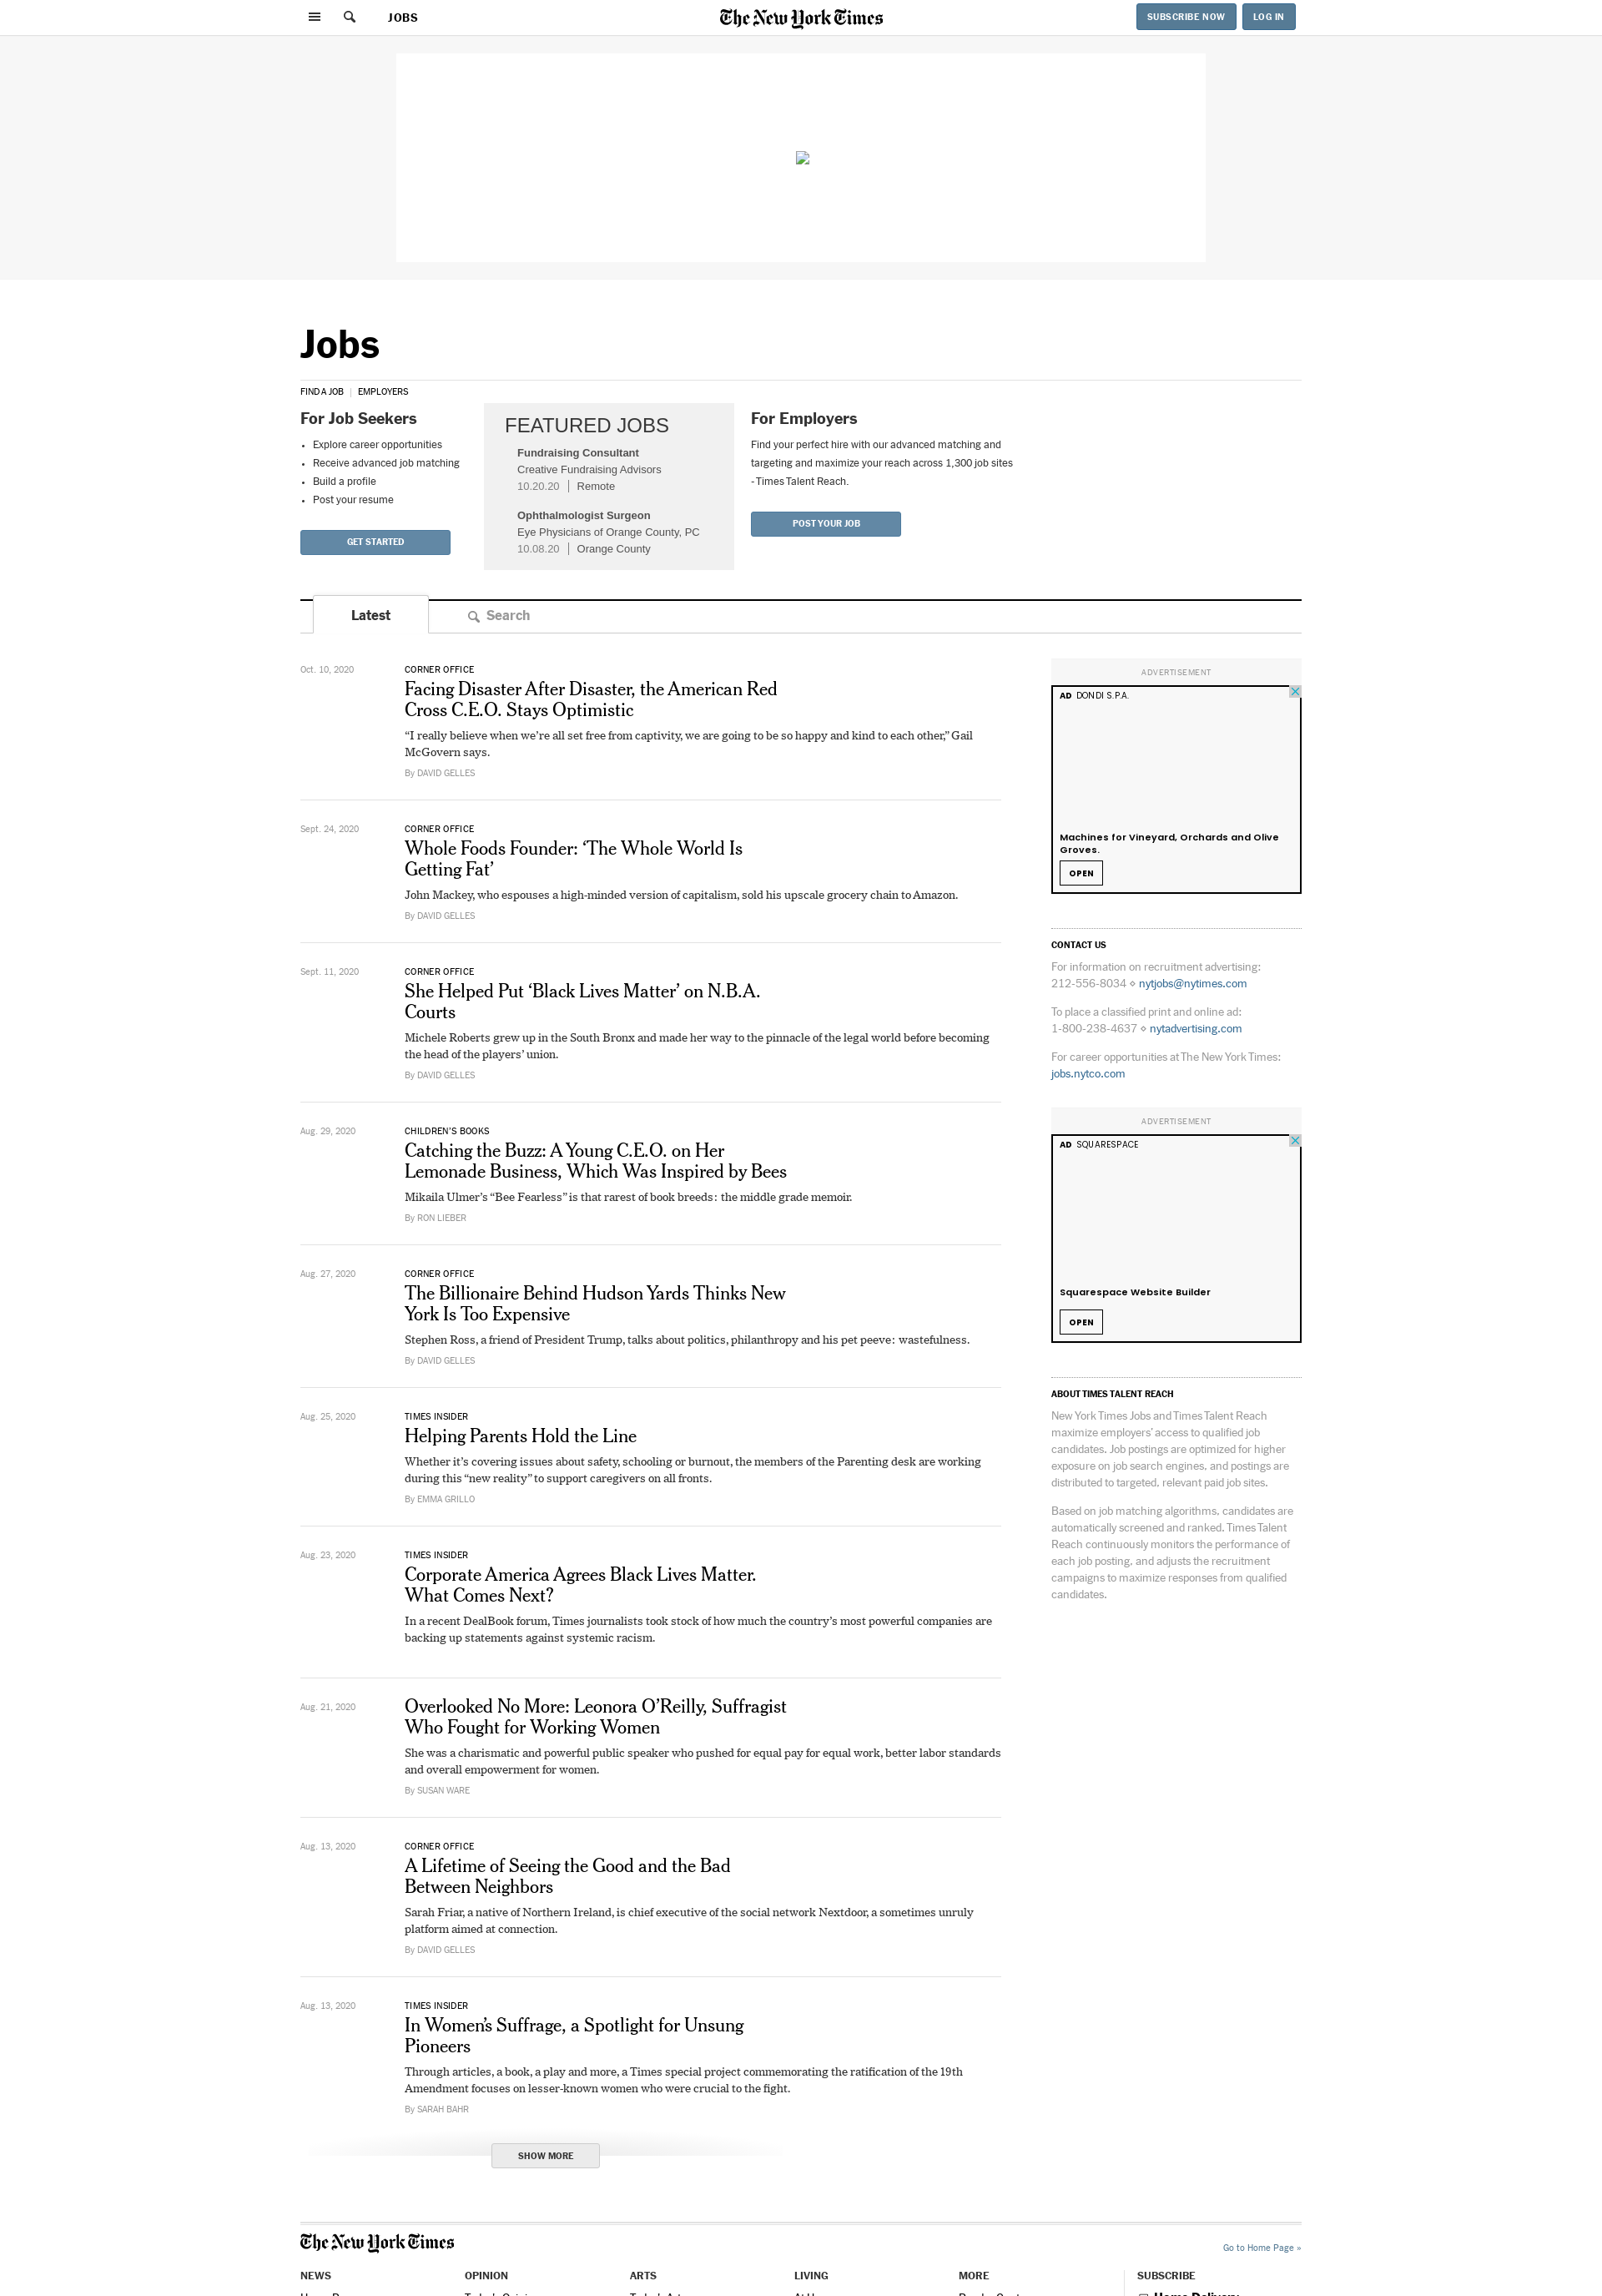 JOBS
The New York Times
SUBSCRIBE NOW
LOG IN
Jobs
FIND A JOB | EMPLOYERS
For Job Seekers
• Explore career opportunities
• Receive advanced job matching
• Build a profile
• Post your resume
GET STARTED
FEATURED JOBS
Fundraising Consultant
Creative Fundraising Advisors
10.20.20 | Remote
Ophthalmologist Surgeon
Eye Physicians of Orange County, PC
10.08.20 | Orange County
For Employers
Find your perfect hire with our advanced matching and
targeting and maximize your reach across 1,300 job sites
- Times Talent Reach.
POST YOUR JOB
Latest
Search
Oct. 10, 2020
CORNER OFFICE
Facing Disaster After Disaster, the American Red
Cross C.E.O. Stays Optimistic
“I really believe when we’re all set free from captivity, we are going to be so happy and kind to each other,” Gail
McGovern says.
By DAVID GELLES
Sept. 24, 2020
CORNER OFFICE
Whole Foods Founder: ‘The Whole World Is
Getting Fat’
John Mackey, who espouses a high-minded version of capitalism, sold his upscale grocery chain to Amazon.
By DAVID GELLES
Sept. 11, 2020
CORNER OFFICE
She Helped Put ‘Black Lives Matter’ on N.B.A.
Courts
Michele Roberts grew up in the South Bronx and made her way to the pinnacle of the legal world before becoming
the head of the players’ union.
By DAVID GELLES
Aug. 29, 2020
CHILDREN’S BOOKS
Catching the Buzz: A Young C.E.O. on Her
Lemonade Business, Which Was Inspired by Bees
Mikaila Ulmer’s “Bee Fearless” is that rarest of book breeds: the middle grade memoir.
By RON LIEBER
Aug. 27, 2020
CORNER OFFICE
The Billionaire Behind Hudson Yards Thinks New
York Is Too Expensive
Stephen Ross, a friend of President Trump, talks about politics, philanthropy and his pet peeve: wastefulness.
By DAVID GELLES
Aug. 25, 2020
TIMES INSIDER
Helping Parents Hold the Line
Whether it’s covering issues about safety, schooling or burnout, the members of the Parenting desk are working
during this “new reality” to support caregivers on all fronts.
By EMMA GRILLO
Aug. 23, 2020
TIMES INSIDER
Corporate America Agrees Black Lives Matter.
What Comes Next?
In a recent DealBook forum, Times journalists took stock of how much the country’s most powerful companies are
backing up statements against systemic racism.
Aug. 21, 2020
Overlooked No More: Leonora O’Reilly, Suffragist
Who Fought for Working Women
She was a charismatic and powerful public speaker who pushed for equal pay for equal work, better labor standards
and overall empowerment for women.
By SUSAN WARE
Aug. 13, 2020
CORNER OFFICE
A Lifetime of Seeing the Good and the Bad
Between Neighbors
Sarah Friar, a native of Northern Ireland, is chief executive of the social network Nextdoor, a sometimes unruly
platform aimed at connection.
By DAVID GELLES
Aug. 13, 2020
TIMES INSIDER
In Women’s Suffrage, a Spotlight for Unsung
Pioneers
Through articles, a book, a play and more, a Times special project commemorating the ratification of the 19th
Amendment focuses on lesser-known women who were crucial to the fight.
By SARAH BAHR
SHOW MORE
ADVERTISEMENT
AD DONDI S.P.A.
Machines for Vineyard, Orchards and Olive
Groves.
OPEN
CONTACT US
For information on recruitment advertising:
212-556-8034 ⋄ nytjobs@nytimes.com
To place a classified print and online ad:
1-800-238-4637 ⋄ nytadvertising.com
For career opportunities at The New York Times:
jobs.nytco.com
ADVERTISEMENT
AD SQUARESPACE
Squarespace Website Builder
OPEN
ABOUT TIMES TALENT REACH
New York Times Jobs and Times Talent Reach
maximize employers’ access to qualified job
candidates. Job postings are optimized for higher
exposure on job search engines, and postings are
distributed to targeted, relevant paid job sites.
Based on job matching algorithms, candidates are
automatically screened and ranked. Times Talent
Reach continuously monitors the performance of
each job posting, and adjusts the recruitment
campaigns to maximize responses from qualified
candidates.
The New York Times
Go to Home Page »
NEWS
OPINION
ARTS
LIVING
MORE
SUBSCRIBE